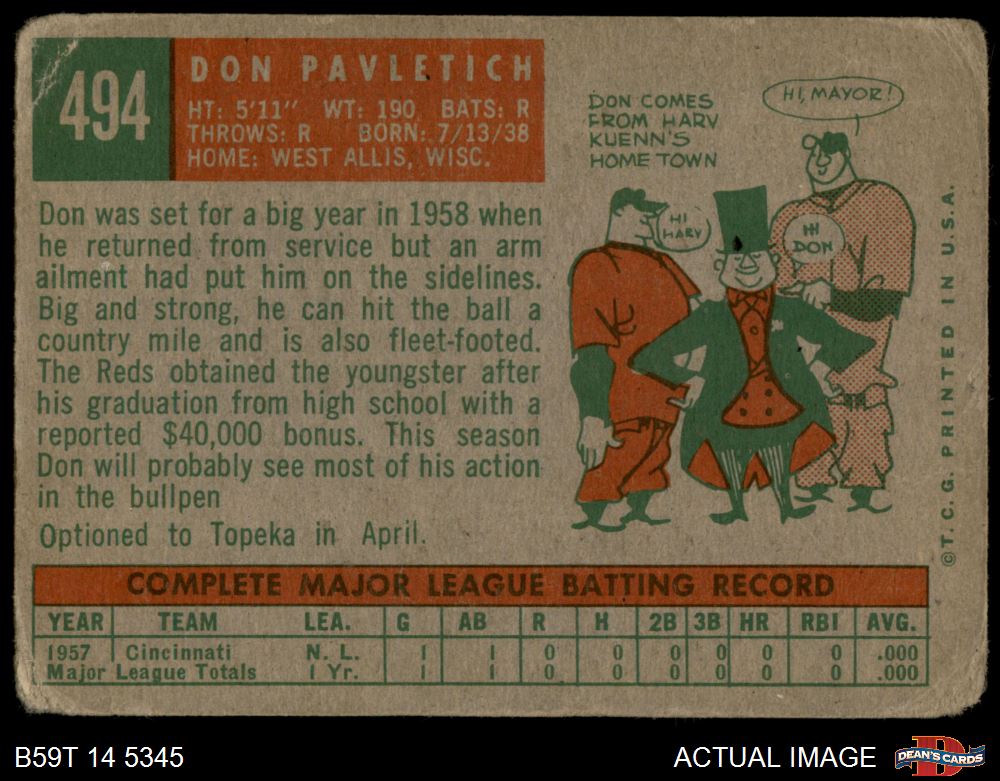 494
DON PAVLETICH
HT: 5'11" WT: 190 BATS: R
THROWS: R BORN: 7/13/38
HOME: WEST ALLIS, WISC.
Don was set for a big year in 1958 when
he returned from service but an arm
ailment had put him on the sidelines.
Big and strong, he can hit the ball a
country mile and is also fleet-footed.
The Reds obtained the youngster after
his graduation from high school with a
reported $40,000 bonus. This season
Don will probably see most of his action
in the bullpen
Optioned to Topeka in April.
DON COMES
FROM HARV
KUENN'S
HOME TOWN
HI, MAYOR!
HI
HARV
HI
DON
©T.C.G. PRINTED IN U.S.A.
COMPLETE MAJOR LEAGUE BATTING RECORD
YEAR TEAM LEA. G AB R H 2B 3B HR RBI AVG.
1957 Cincinnati N. L. 1 1 0 0 0 0 0 0 .000
Major League Totals 1 Yr. 1 1 0 0 0 0 0 0 .000
B59T 14 5345
ACTUAL IMAGE
D
DEAN'S CARDS